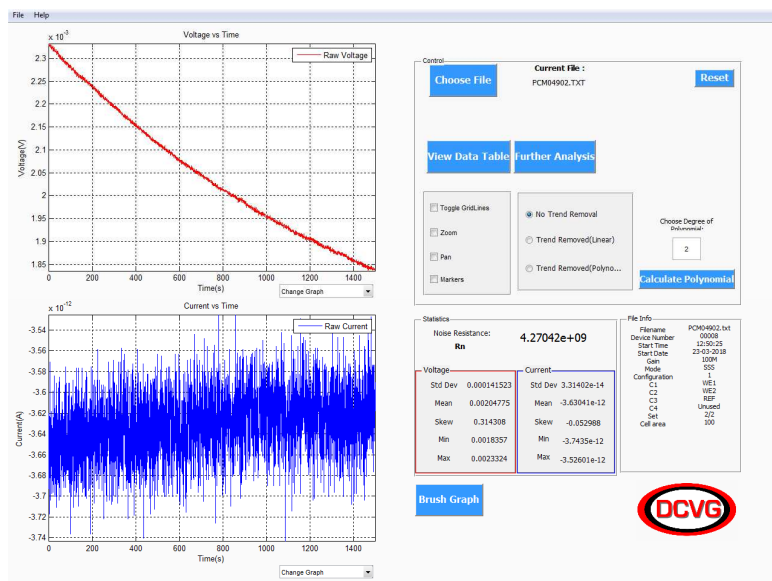 File Help
x 10⁻³
Voltage vs Time
Raw Voltage
2.3
2.25
2.2
2.15
2.1
2.05
2
1.95
1.9
1.85
Voltage(V)
0 200 400 600 800 1000 1200 1400
Time(s)
Change Graph
x 10⁻¹²
Current vs Time
Raw Current
-3.54
-3.56
-3.58
-3.6
-3.62
-3.64
-3.66
-3.68
-3.7
-3.72
-3.74
Current(A)
0 200 400 600 800 1000 1200 1400
Time(s)
Change Graph
Control
Choose File
Current File :
PCM04902.TXT
Reset
View Data Table
Further Analysis
Toggle GridLines
Zoom
Pan
Markers
No Trend Removal
Trend Removed(Linear)
Trend Removed(Polyno...
Choose Degree of
Polynomial:
2
Calculate Polynomial
Statistics
Noise Resistance:
Rn
4.27042e+09
Voltage
Std Dev 0.000141523
Mean 0.00204775
Skew 0.314308
Min 0.0018357
Max 0.0023324
Current
Std Dev 3.31402e-14
Mean -3.63041e-12
Skew -0.052988
Min -3.7435e-12
Max -3.52601e-12
File Info
Filename PCM04902.txt
Device Number 00008
Start Time 12:50:25
Start Date 23-03-2018
Gain 100M
Mode SSS
Configuration 1
C1 WE1
C2 WE2
C3 REF
C4 Unused
Set 2/2
Cell area 100
Brush Graph
DCVG